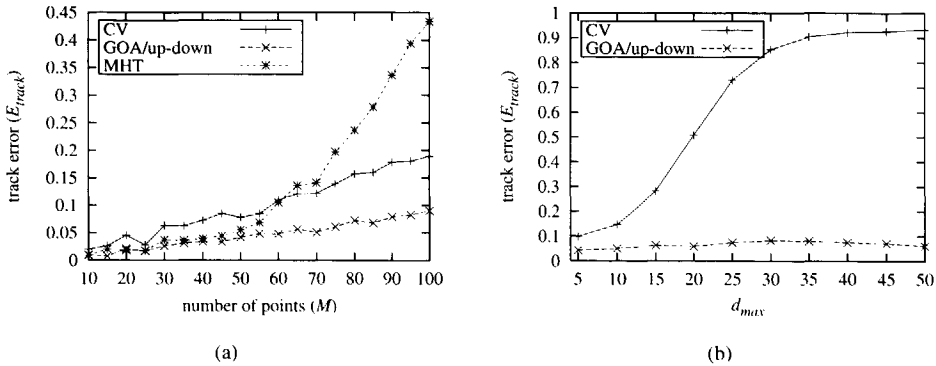 0.45
0.4
0.35
0.3
0.25
0.2
0.15
0.1
0.05
0
track error (E_track)
CV
GOA/up-down
MHT
10 20 30 40 50 60 70 80 90 100
number of points (M)
(a)
1
0.9
0.8
0.7
0.6
0.5
0.4
0.3
0.2
0.1
0
track error (E_track)
CV
GOA/up-down
5 10 15 20 25 30 35 40 45 50
d_max
(b)